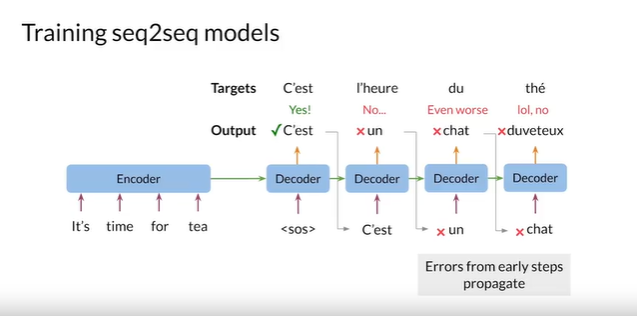 Training seq2seq models
Targets C'est l'heure du thé
Yes! No... Even worse lol, no
Output ✓C'est ×un ×chat ×duveteux
Encoder Decoder Decoder Decoder Decoder
It's time for tea <sos> C'est × un × chat
Errors from early steps
propagate